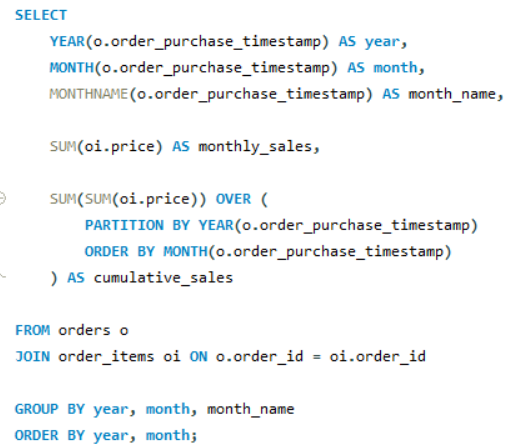 SELECT
YEAR(o.order_purchase_timestamp) AS year,
MONTH(o.order_purchase_timestamp) AS month,
MONTHNAME(o.order_purchase_timestamp) AS month_name,
SUM(oi.price) AS monthly_sales,
SUM(SUM(oi.price)) OVER (
PARTITION BY YEAR(o.order_purchase_timestamp)
ORDER BY MONTH(o.order_purchase_timestamp)
) AS cumulative_sales
FROM orders o
JOIN order_items oi ON o.order_id = oi.order_id
GROUP BY year, month, month_name
ORDER BY year, month;